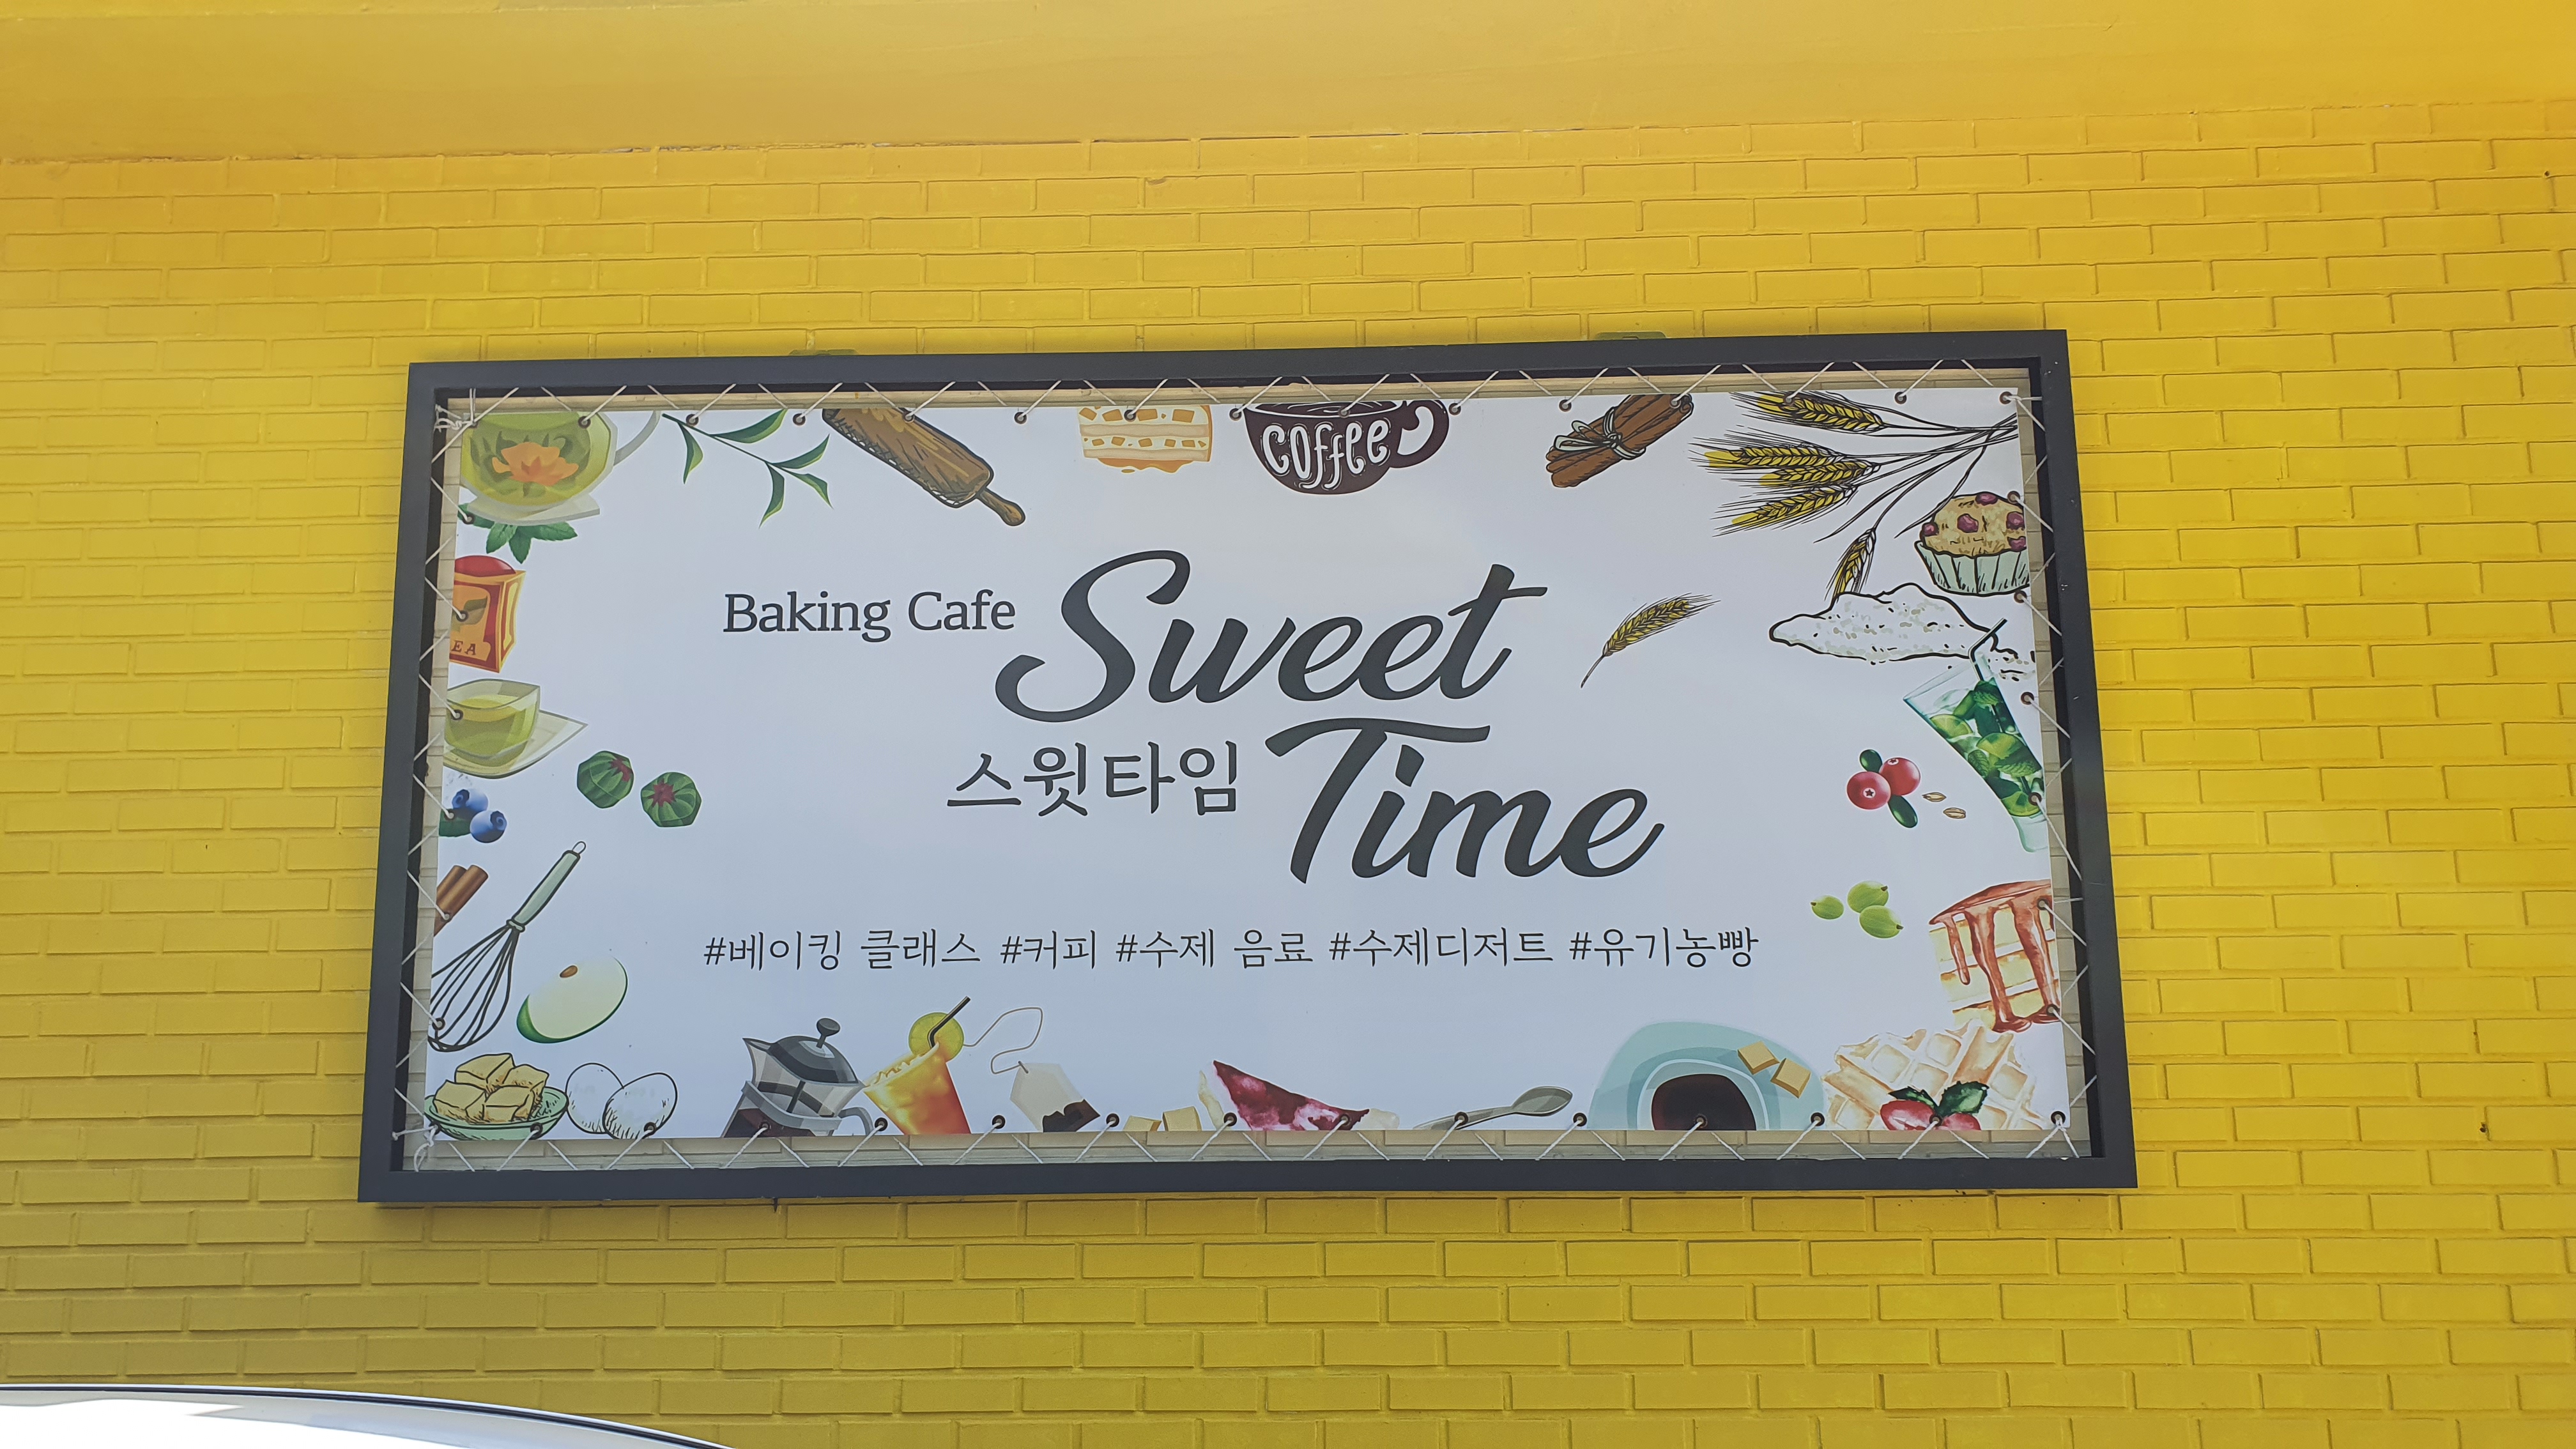 coffee
Baking Cafe Sweet
스윗타임 Time
#베이킹 클래스 #커피 #수제 음료 #수제디저트 #유기농빵
EA